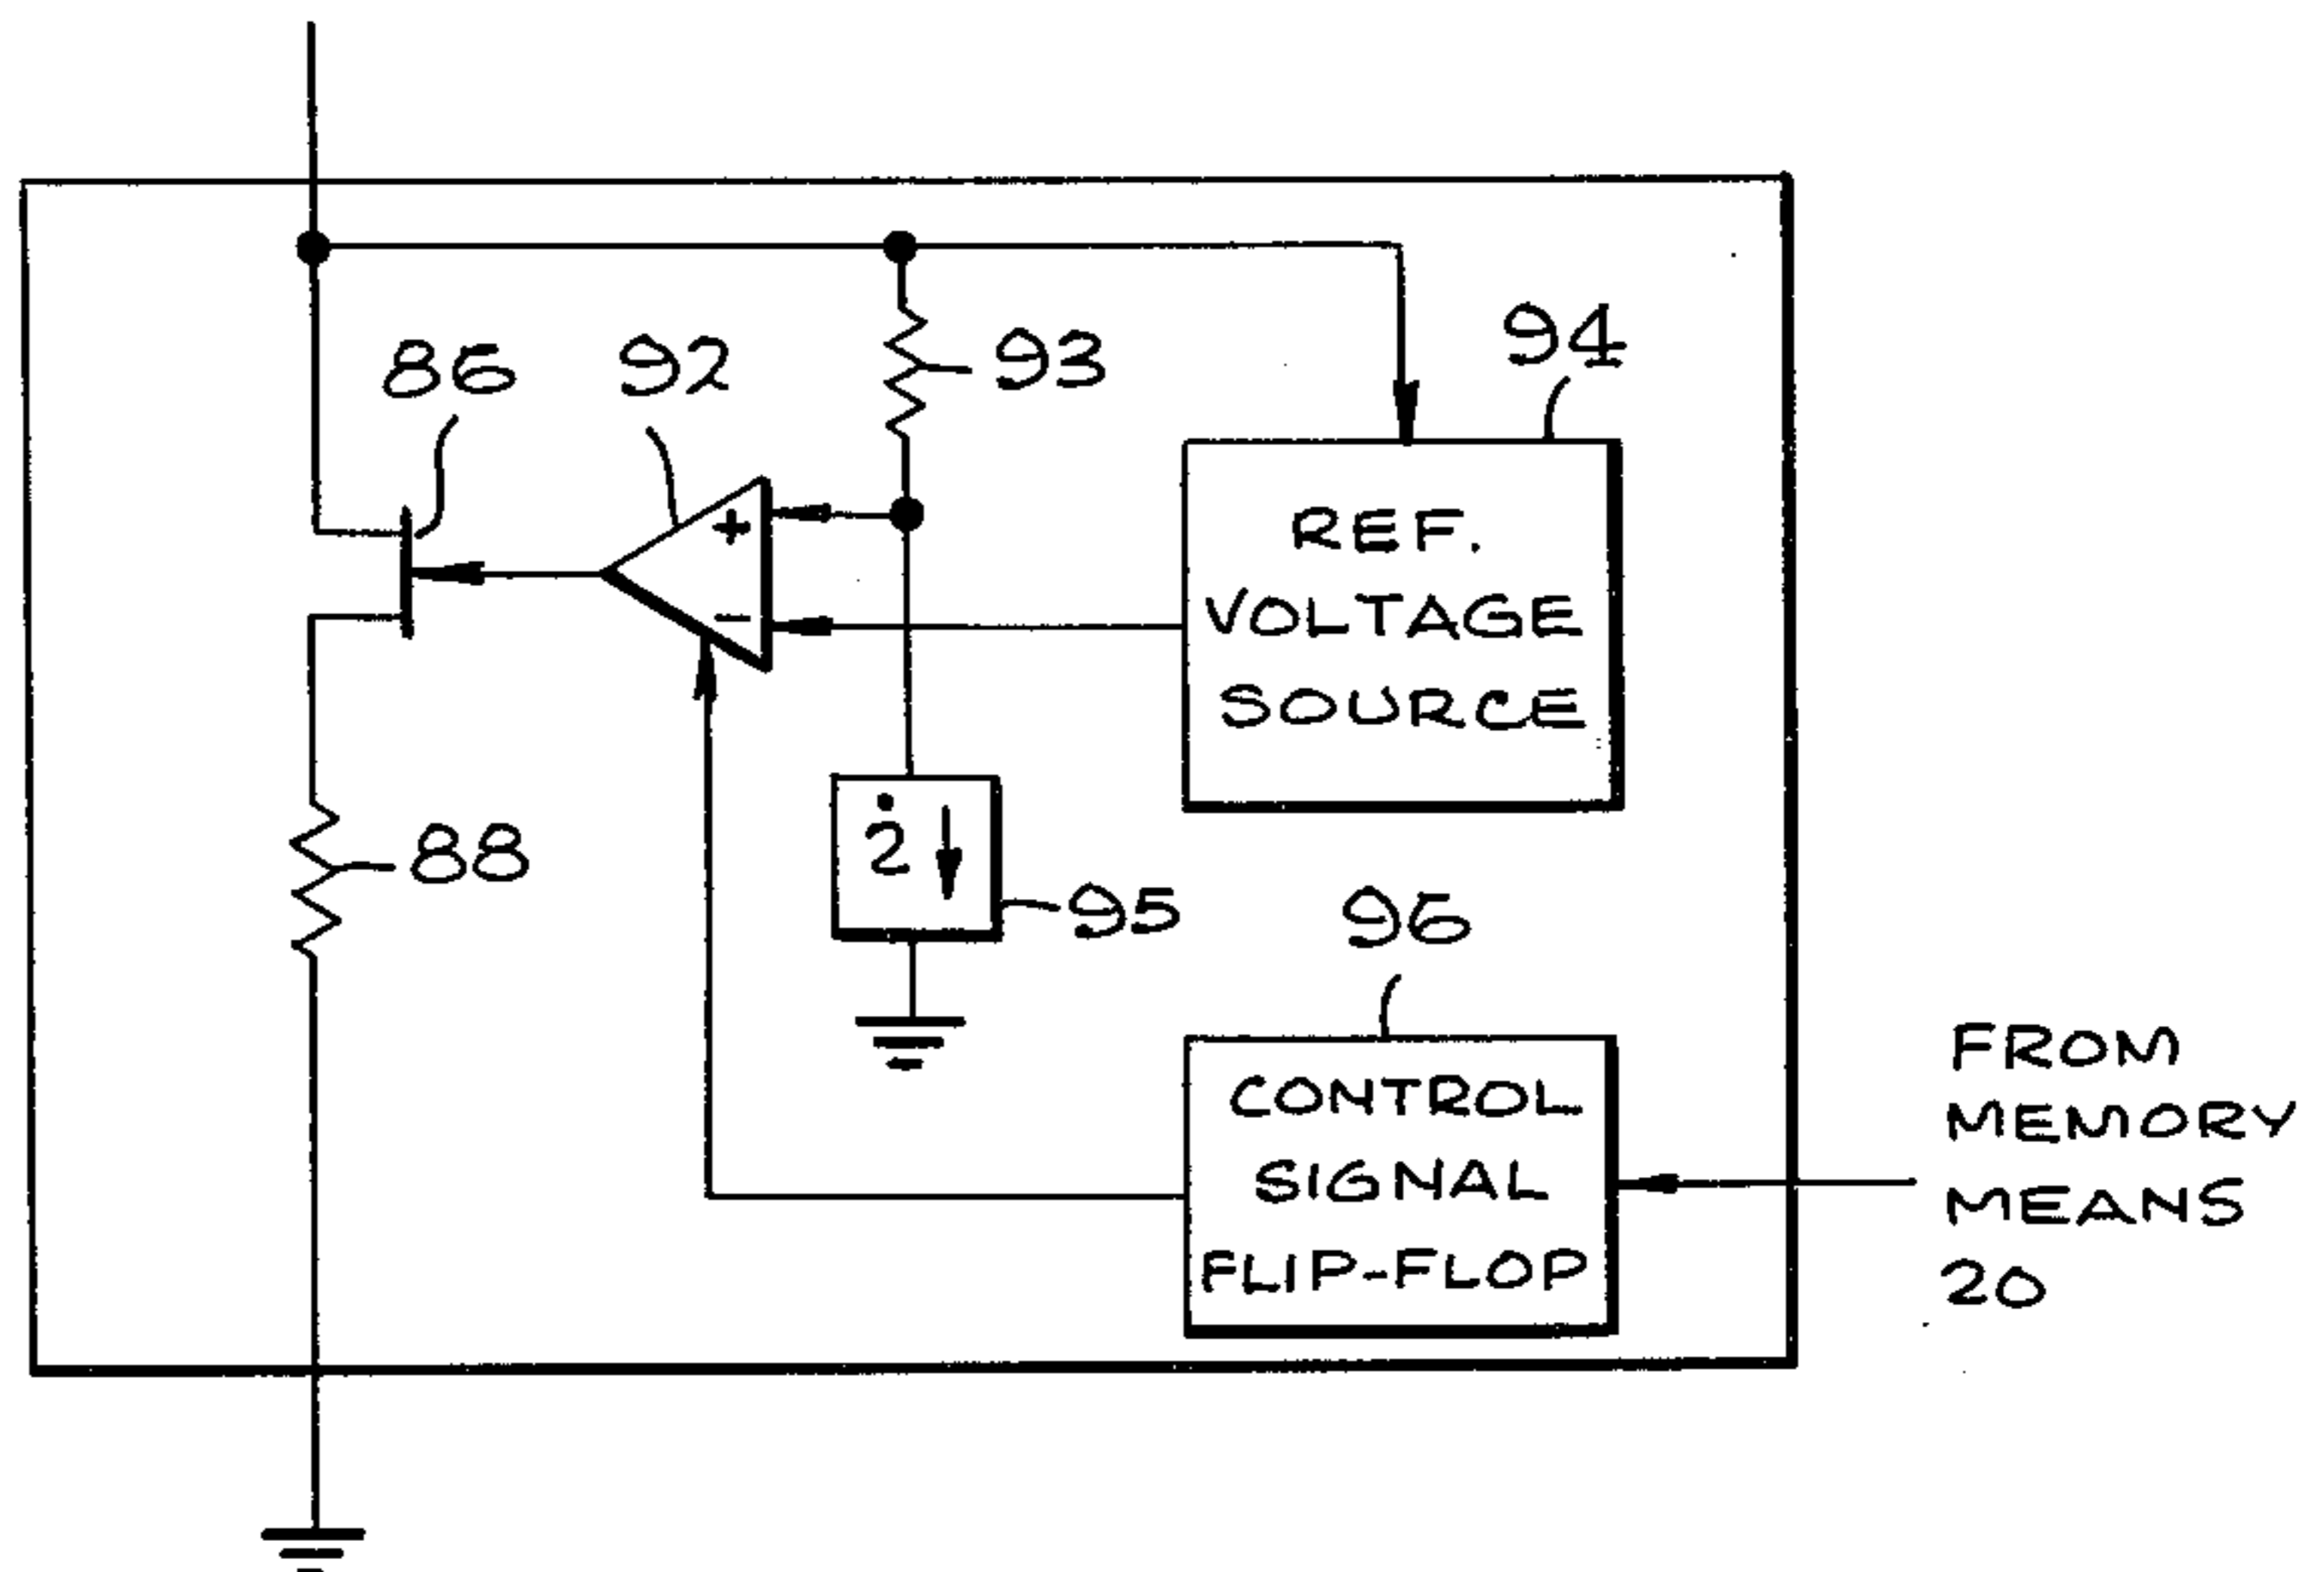 86
92
93
94
+
−
REF.
VOLTAGE
SOURCE
88
i
95
96
CONTROL
SIGNAL
FLIP-FLOP
FROM
MEMORY
MEANS
20